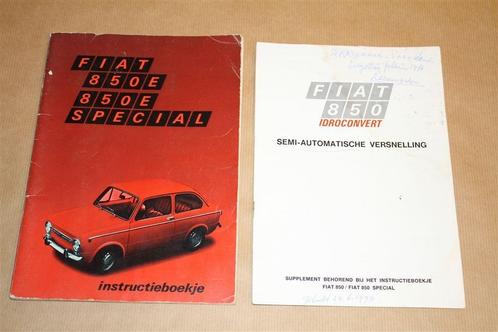 FIAT
850E
850E
SPECIAL
instructieboekje
FIAT
850
IDROCONVERT
SEMI-AUTOMATISCHE VERSNELLING
SUPPLEMENT BEHOREND BIJ HET INSTRUCTIEBOEKJE
FIAT 850 / FIAT 850 SPECIAL